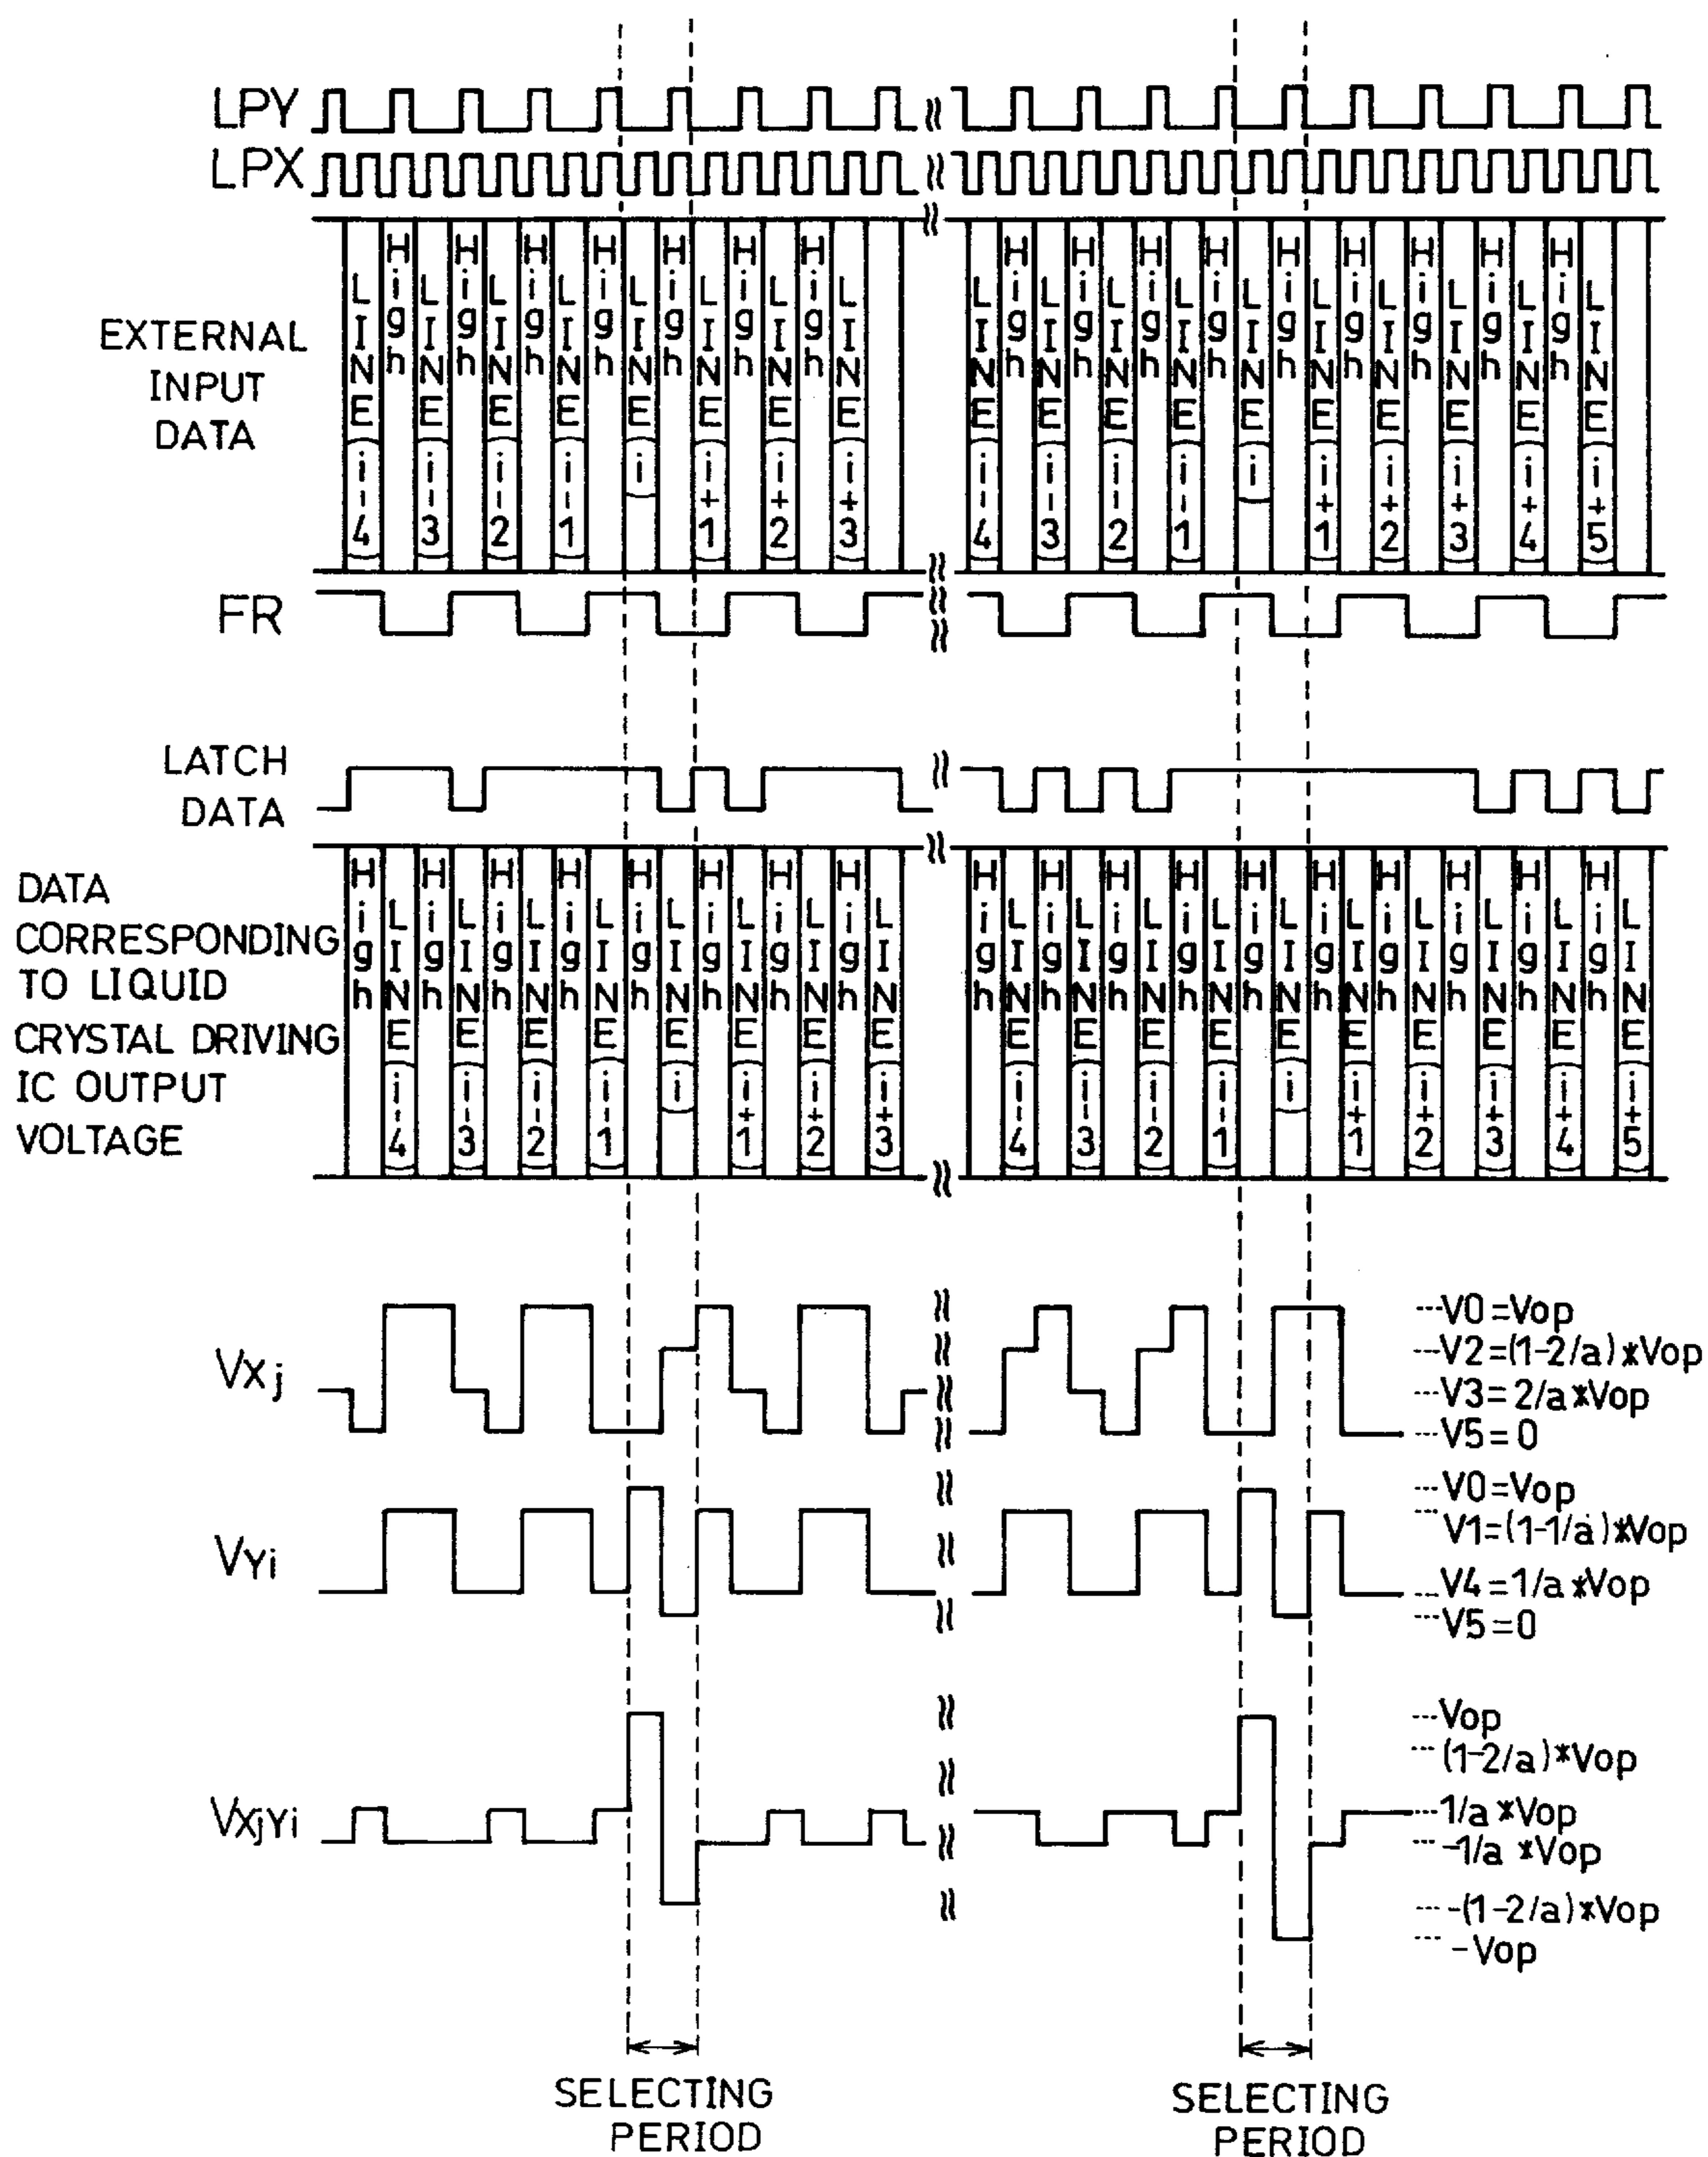 LPY
LPX
EXTERNAL
INPUT
DATA
LINE(i-4) High LINE(i-3) High LINE(i-2) High LINE(i-1) High LINE(i) High LINE(i+1) High LINE(i+2) High LINE(i+3)
LINE(i-4) High LINE(i-3) High LINE(i-2) High LINE(i-1) High LINE(i) High LINE(i+1) High LINE(i+2) High LINE(i+3) High LINE(i+4) High LINE(i+5)
FR
LATCH
DATA
DATA
CORRESPONDING
TO LIQUID
CRYSTAL DRIVING
IC OUTPUT
VOLTAGE
High LINE(i-4) High LINE(i-3) High LINE(i-2) High LINE(i-1) High LINE(i) High LINE(i+1) High LINE(i+2) High LINE(i+3)
High LINE(i-4) High LINE(i-3) High LINE(i-2) High LINE(i-1) High LINE(i) High LINE(i+1) High LINE(i+2) High LINE(i+3) High LINE(i+4) High LINE(i+5)
VXj
V0=Vop
V2=(1-2/a)*Vop
V3=2/a*Vop
V5=0
VYi
V0=Vop
V1=(1-1/a)*Vop
V4=1/a*Vop
V5=0
VXjYi
Vop
(1-2/a)*Vop
1/a*Vop
-1/a *Vop
-(1-2/a)*Vop
-Vop
SELECTING
PERIOD
SELECTING
PERIOD